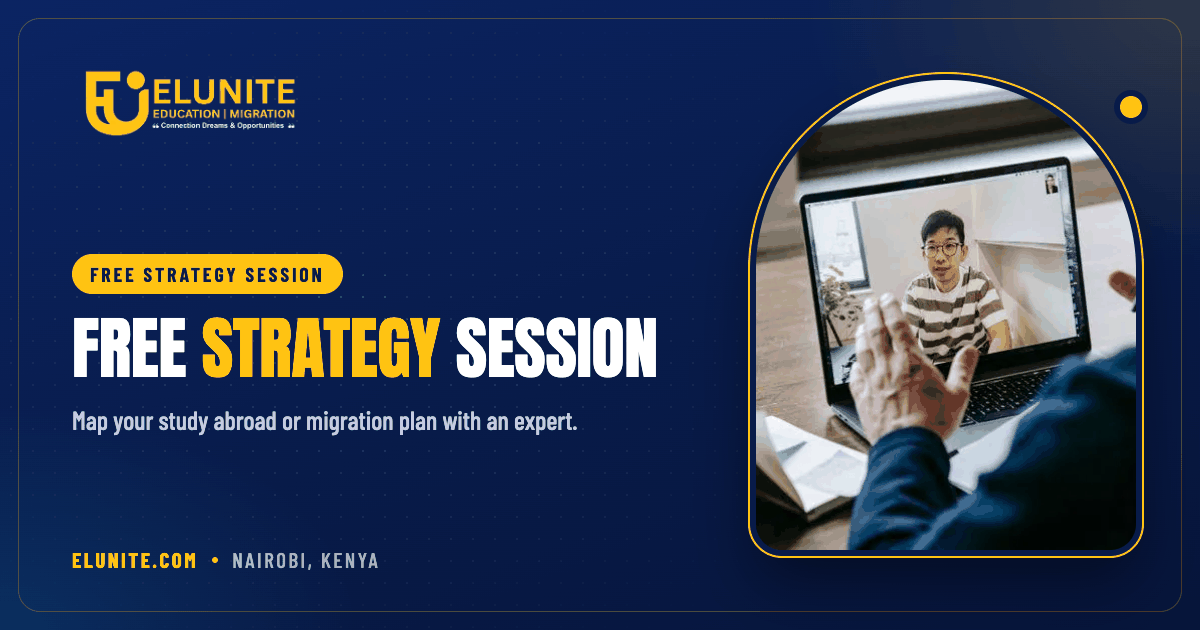 ELUNITE
EDUCATION | MIGRATION
❝ Connection Dreams & Opportunities ❞
FREE STRATEGY SESSION
FREE STRATEGY SESSION
Map your study abroad or migration plan with an expert.
ELUNITE.COM • NAIROBI, KENYA